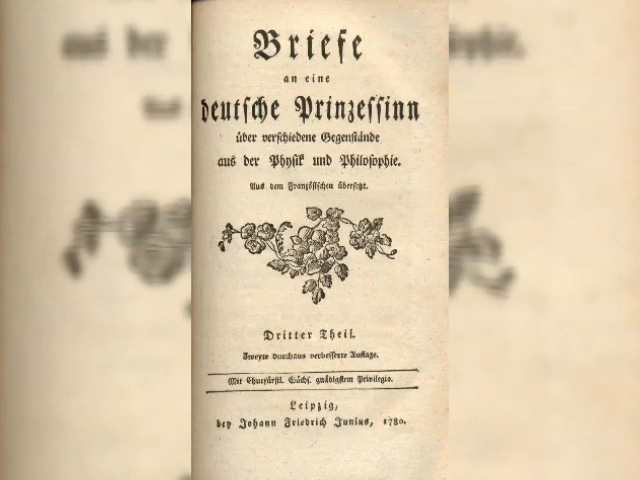 Briefe
an eine
deutsche Prinzessinn
über verschiedene Gegenstände
aus der Physik und Philosophie.
Aus dem Französischen übersetzt.
Dritter Theil.
Zweyte durchaus verbesserte Auflage.
Mit Churfürstl. Sächs. gnädigstem Privilegio.
Leipzig,
bey Johann Friedrich Junius, 1780.